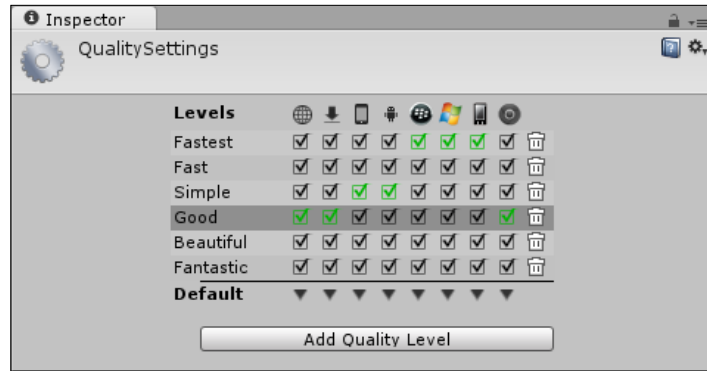 Inspector
QualitySettings
Levels
Fastest
Fast
Simple
Good
Beautiful
Fantastic
Default
Add Quality Level